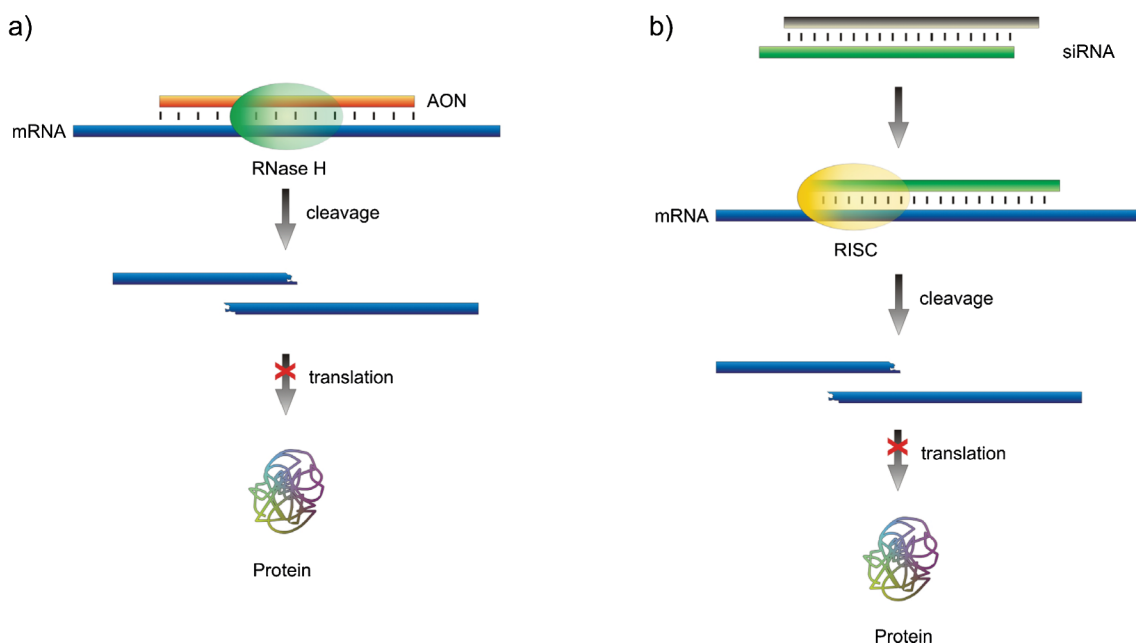 a)
AON
mRNA
RNase H
cleavage
translation
Protein
b)
siRNA
mRNA
RISC
cleavage
translation
Protein